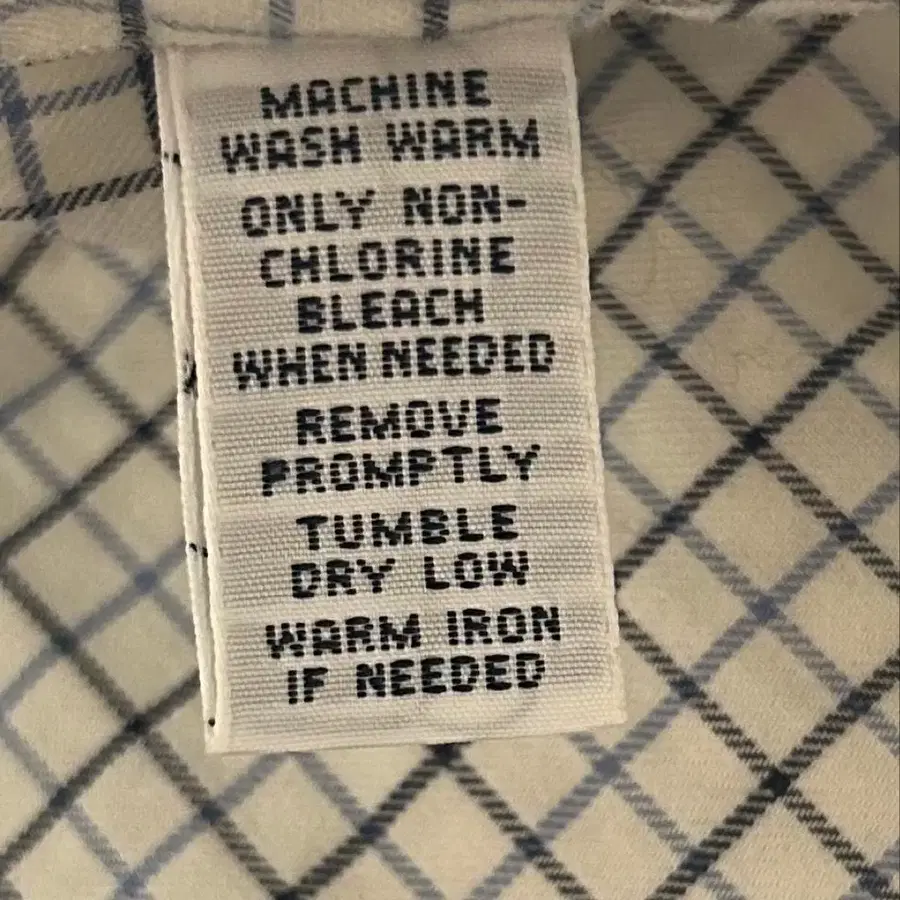 MACHINE
WASH WARM
ONLY NON-
CHLORINE
BLEACH
WHEN NEEDED
REMOVE
PROMPTLY
TUMBLE
DRY LOW
WARM IRON
IF NEEDED